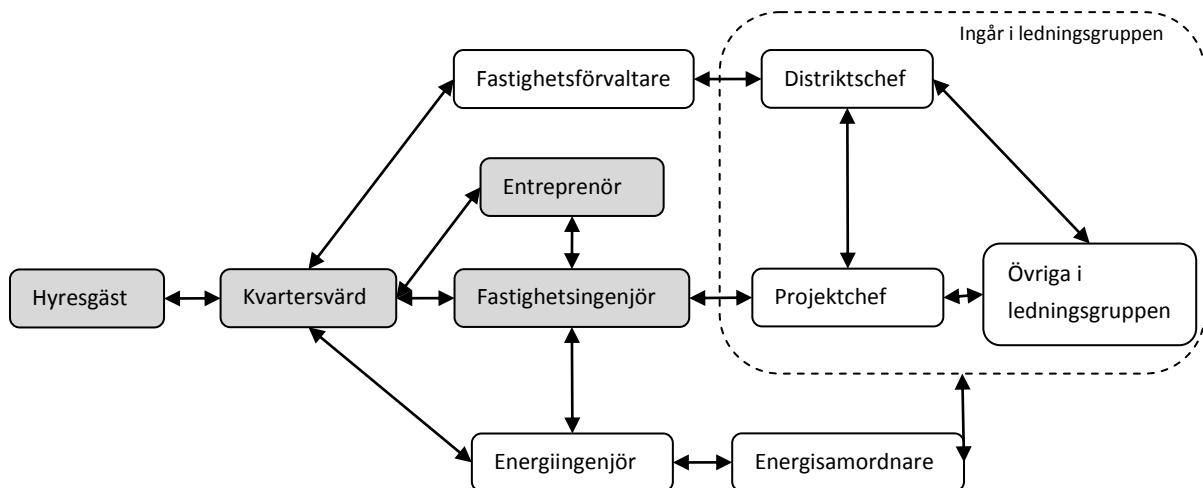 Ingår i ledningsgruppen
Fastighetsförvaltare
Distriktschef
Entreprenör
Hyresgäst
Kvartersvärd
Fastighetsingenjör
Projektchef
Övriga i
ledningsgruppen
Energiingenjör
Energisamordnare